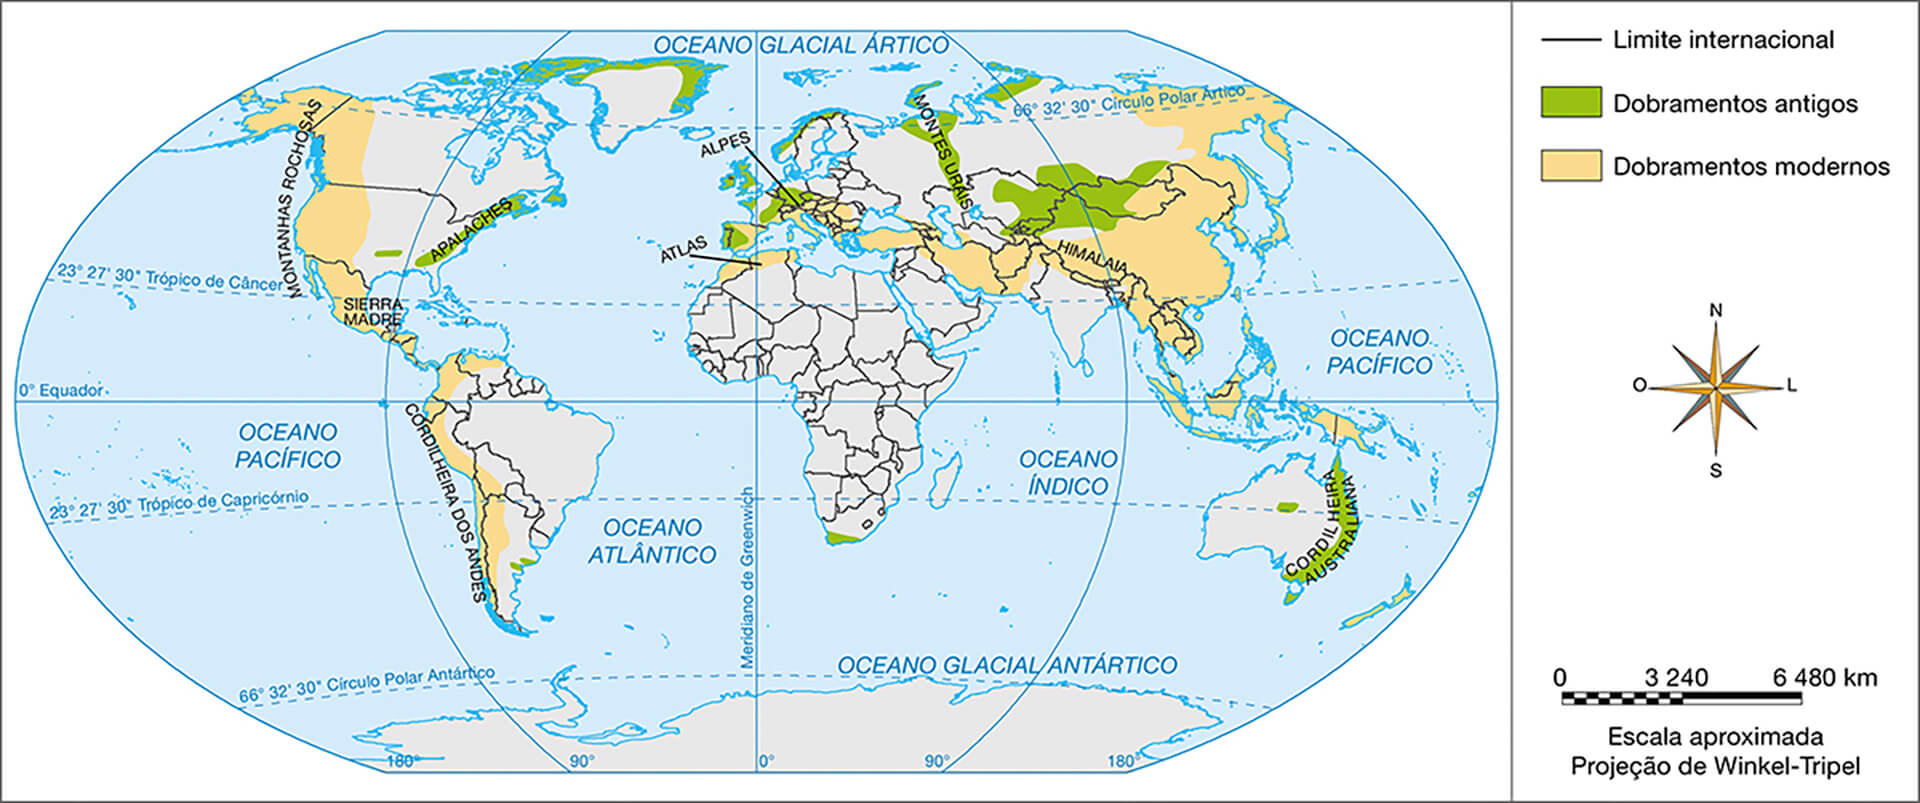 OCEANO GLACIAL ÁRTICO
66° 32' 30" Círculo Polar Ártico
MONTANHAS ROCHOSAS
ALPES
MONTES URAIS
APALACHES
ATLAS
HIMALAIA
23° 27' 30" Trópico de Câncer
SIERRA
MADRE
OCEANO
PACÍFICO
0° Equador
CORDILHEIRA DOS ANDES
OCEANO
PACÍFICO
OCEANO
ÍNDICO
23° 27' 30" Trópico de Capricórnio
OCEANO
ATLÂNTICO
Meridiano de Greenwich
CORDILHEIRA
AUSTRALIANA
OCEANO GLACIAL ANTÁRTICO
66° 32' 30" Círculo Polar Antártico
180°
90°
0°
90°
180°
Limite internacional
Dobramentos antigos
Dobramentos modernos
N
O
L
S
0 3 240 6 480 km
Escala aproximada
Projeção de Winkel-Tripel